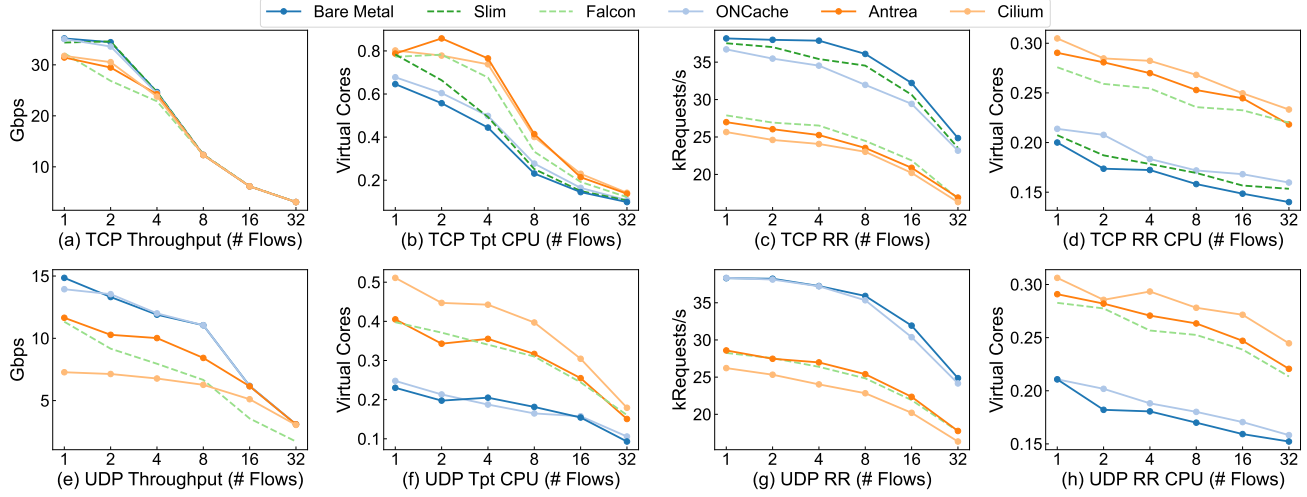 Bare Metal Slim Falcon ONCache Antrea Cilium
Gbps
30
20
10
1 2 4 8 16 32
(a) TCP Throughput (# Flows)
Virtual Cores
0.8
0.6
0.4
0.2
1 2 4 8 16 32
(b) TCP Tpt CPU (# Flows)
kRequests/s
35
30
25
20
1 2 4 8 16 32
(c) TCP RR (# Flows)
Virtual Cores
0.30
0.25
0.20
0.15
1 2 4 8 16 32
(d) TCP RR CPU (# Flows)
Gbps
15
10
5
1 2 4 8 16 32
(e) UDP Throughput (# Flows)
Virtual Cores
0.5
0.4
0.3
0.2
0.1
1 2 4 8 16 32
(f) UDP Tpt CPU (# Flows)
kRequests/s
35
30
25
20
1 2 4 8 16 32
(g) UDP RR (# Flows)
Virtual Cores
0.30
0.25
0.20
0.15
1 2 4 8 16 32
(h) UDP RR CPU (# Flows)